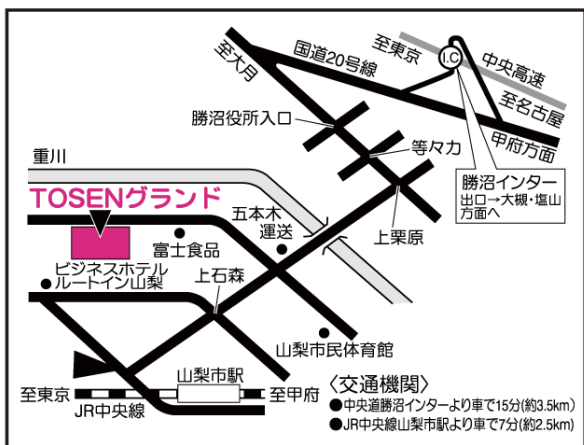 至大月
国道20号線
至東京
I.C
中央高速
至名古屋
甲府方面
勝沼役所入口
等々力
勝沼インター
出口→大槻・塩山
方面へ
重川
TOSENグランド
五本木
運送
上栗原
富士食品
ビジネスホテル
ルートイン山梨
上石森
山梨市民体育館
山梨市駅
至東京
至甲府
JR中央線
〈交通機関〉
●中央道勝沼インターより車で15分(約3.5km)
●JR中央線山梨市駅より車で7分(約2.5km)